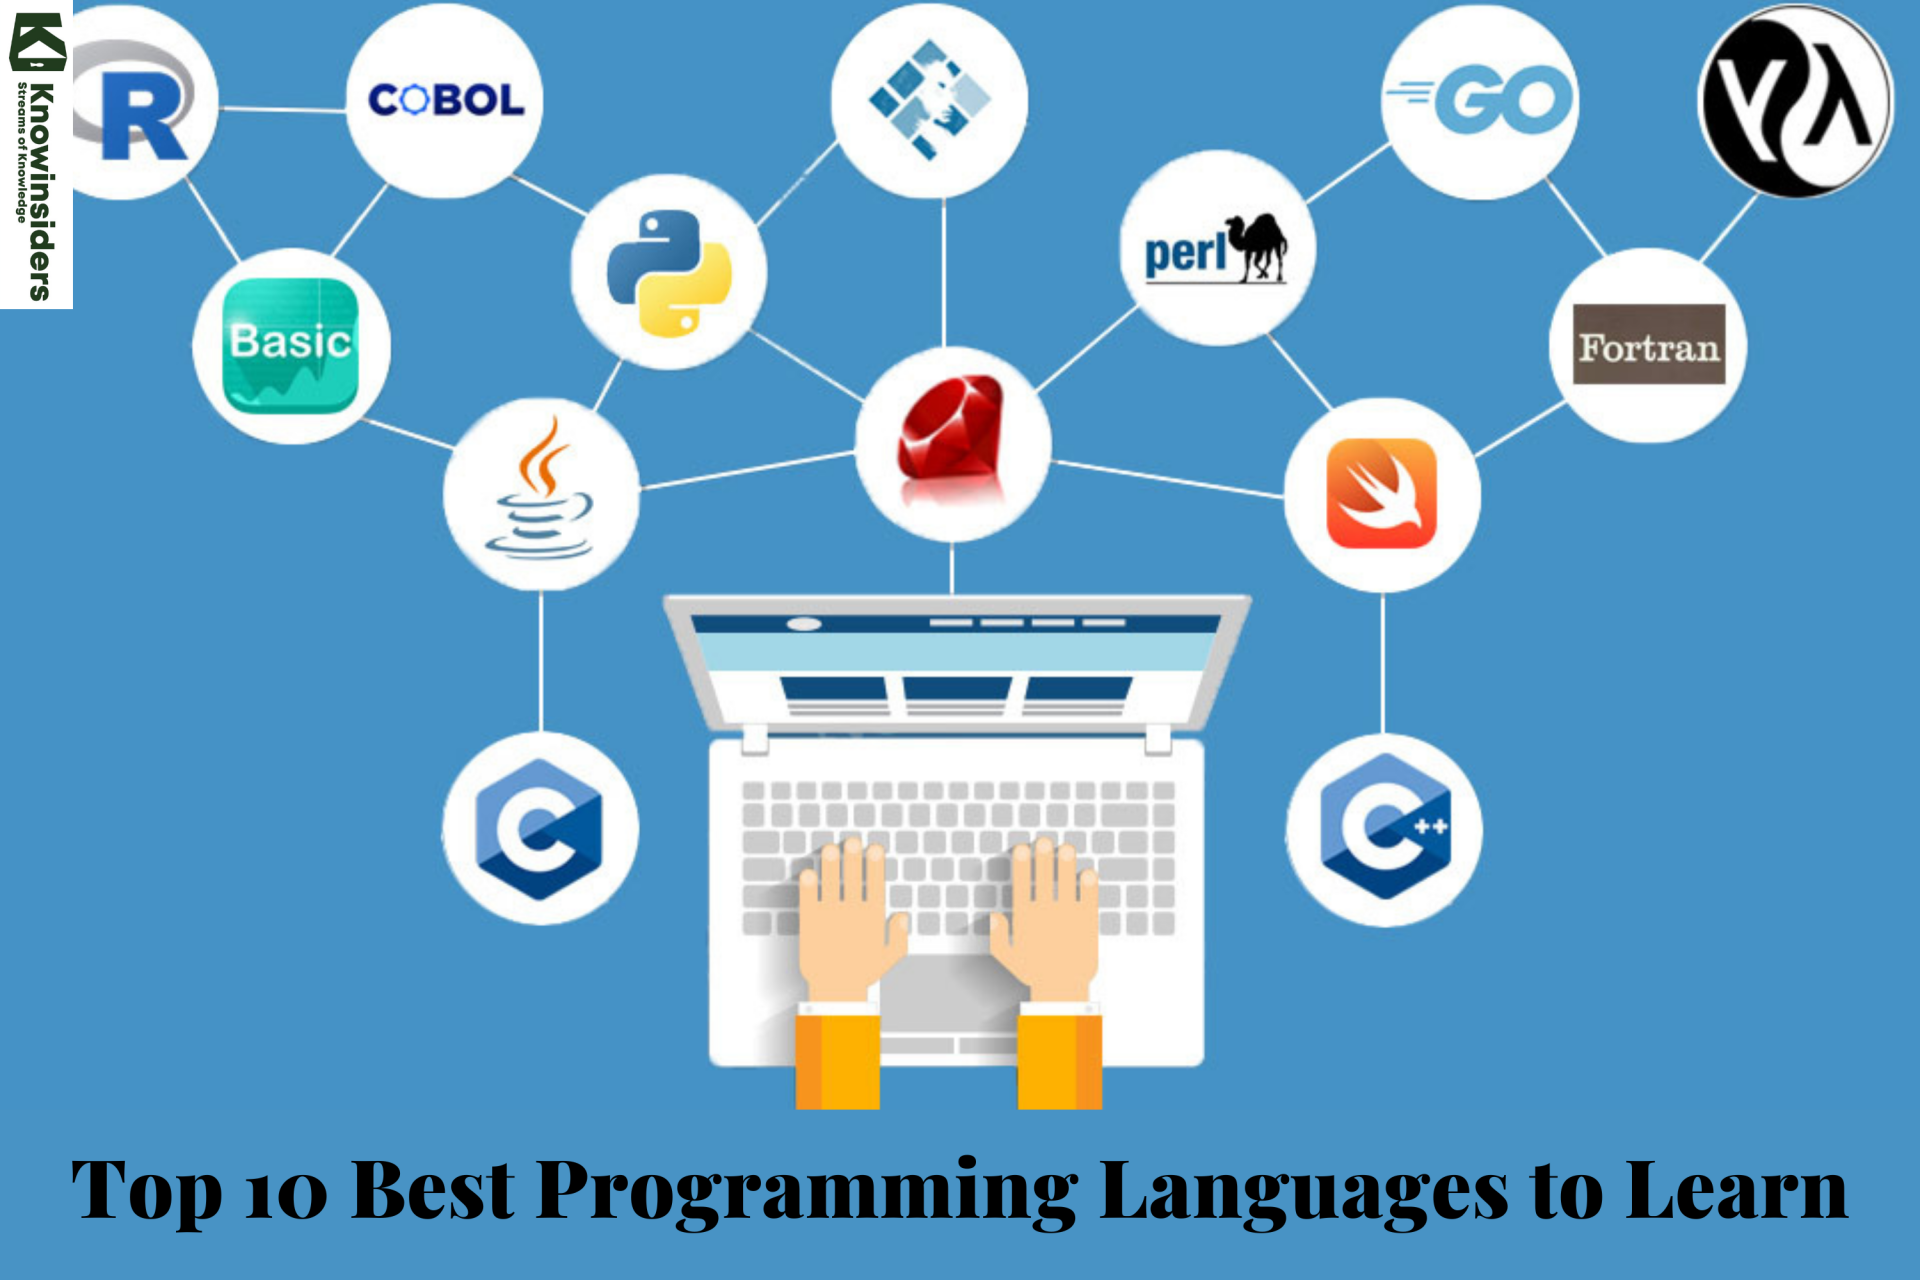 Knowinsiders
Streams of Knowledge
R
COBOL
GO
perl
Basic
Fortran
C
C++
Top 10 Best Programming Languages to Learn